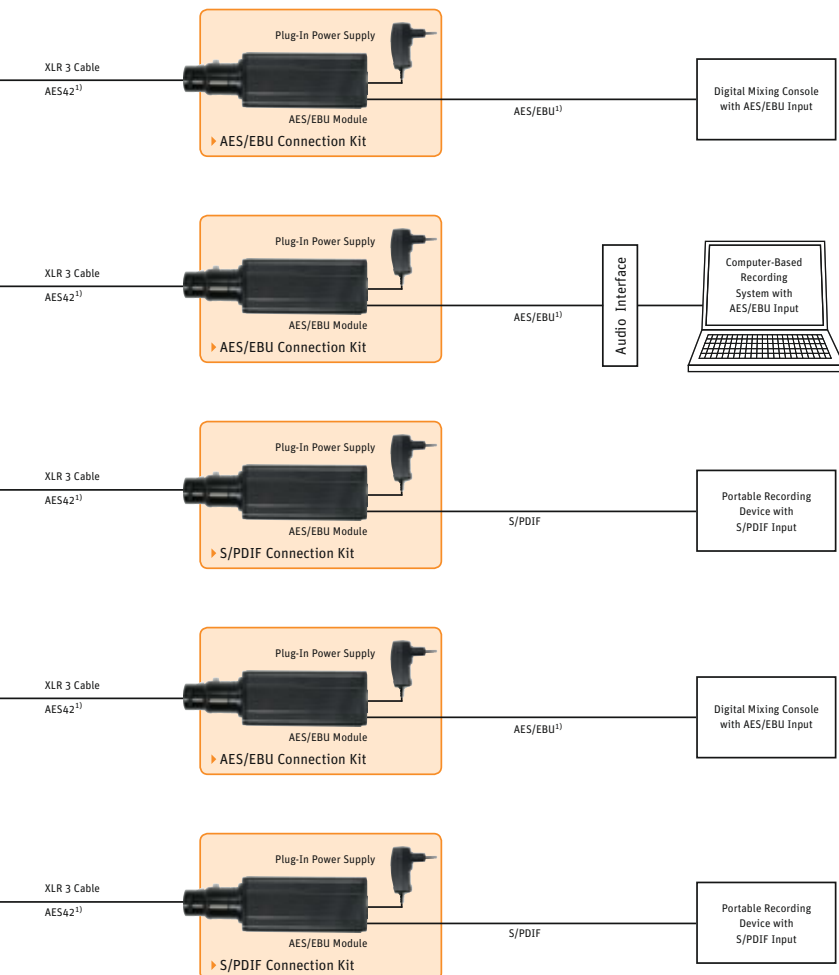 Plug-In Power Supply
XLR 3 Cable
AES42¹⁾
AES/EBU Module
AES/EBU Connection Kit
AES/EBU¹⁾
Digital Mixing Console
with AES/EBU Input
Plug-In Power Supply
XLR 3 Cable
AES42¹⁾
AES/EBU Module
AES/EBU Connection Kit
AES/EBU¹⁾
Audio Interface
Computer-Based
Recording
System with
AES/EBU Input
Plug-In Power Supply
XLR 3 Cable
AES42¹⁾
AES/EBU Module
S/PDIF Connection Kit
S/PDIF
Portable Recording
Device with
S/PDIF Input
Plug-In Power Supply
XLR 3 Cable
AES42¹⁾
AES/EBU Module
AES/EBU Connection Kit
AES/EBU¹⁾
Digital Mixing Console
with AES/EBU Input
Plug-In Power Supply
XLR 3 Cable
AES42¹⁾
AES/EBU Module
S/PDIF Connection Kit
S/PDIF
Portable Recording
Device with
S/PDIF Input